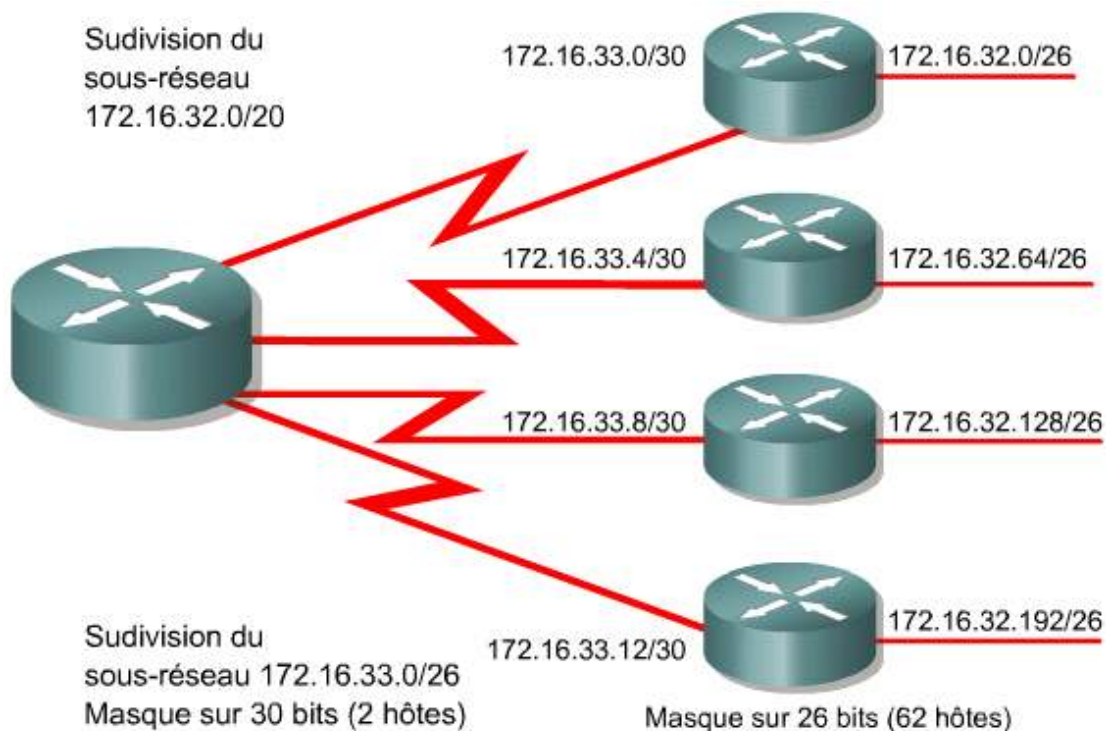 Sudivision du
sous-réseau
172.16.32.0/20
172.16.33.0/30
172.16.32.0/26
172.16.33.4/30
172.16.32.64/26
172.16.33.8/30
172.16.32.128/26
172.16.33.12/30
172.16.32.192/26
Sudivision du
sous-réseau 172.16.33.0/26
Masque sur 30 bits (2 hôtes)
Masque sur 26 bits (62 hôtes)